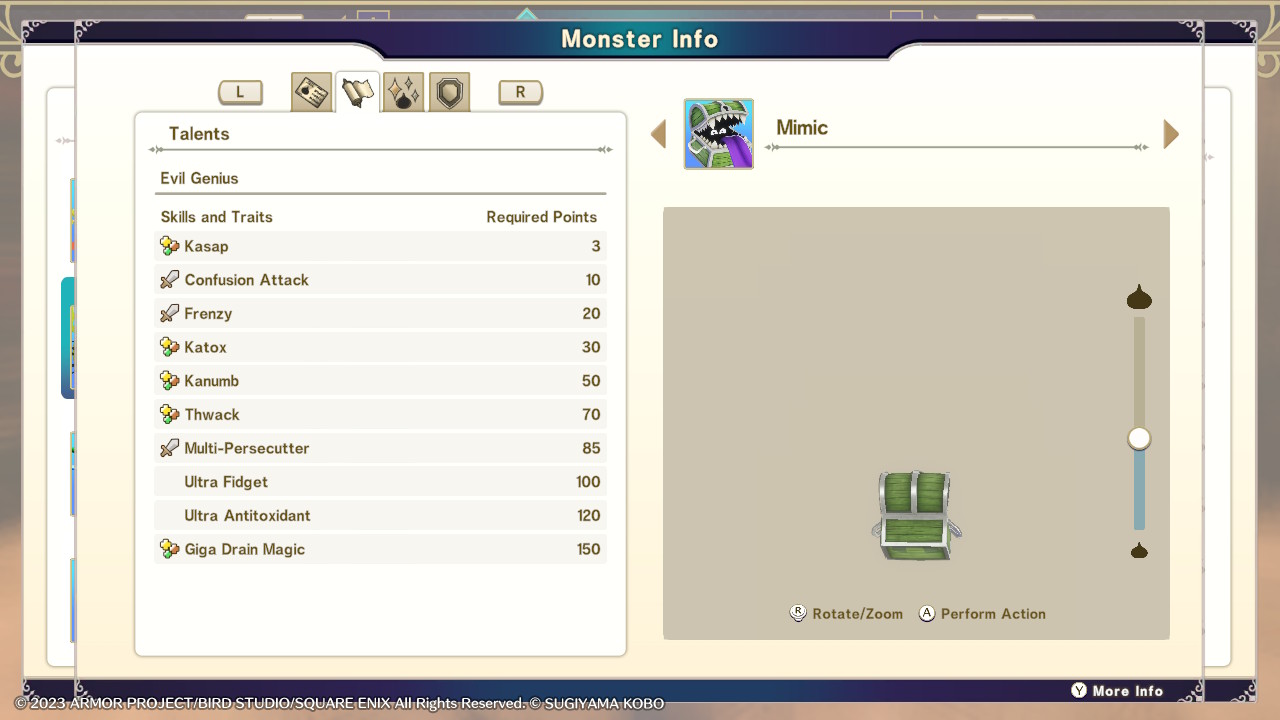 Monster Info
L
R
Talents
Evil Genius
Skills and Traits Required Points
Kasap 3
Confusion Attack 10
Frenzy 20
Katox 30
Kanumb 50
Thwack 70
Multi-Persecutter 85
Ultra Fidget 100
Ultra Antitoxidant 120
Giga Drain Magic 150
Mimic
R Rotate/Zoom A Perform Action
Y More Info
© 2023 ARMOR PROJECT/BIRD STUDIO/SQUARE ENIX All Rights Reserved. © SUGIYAMA KOBO